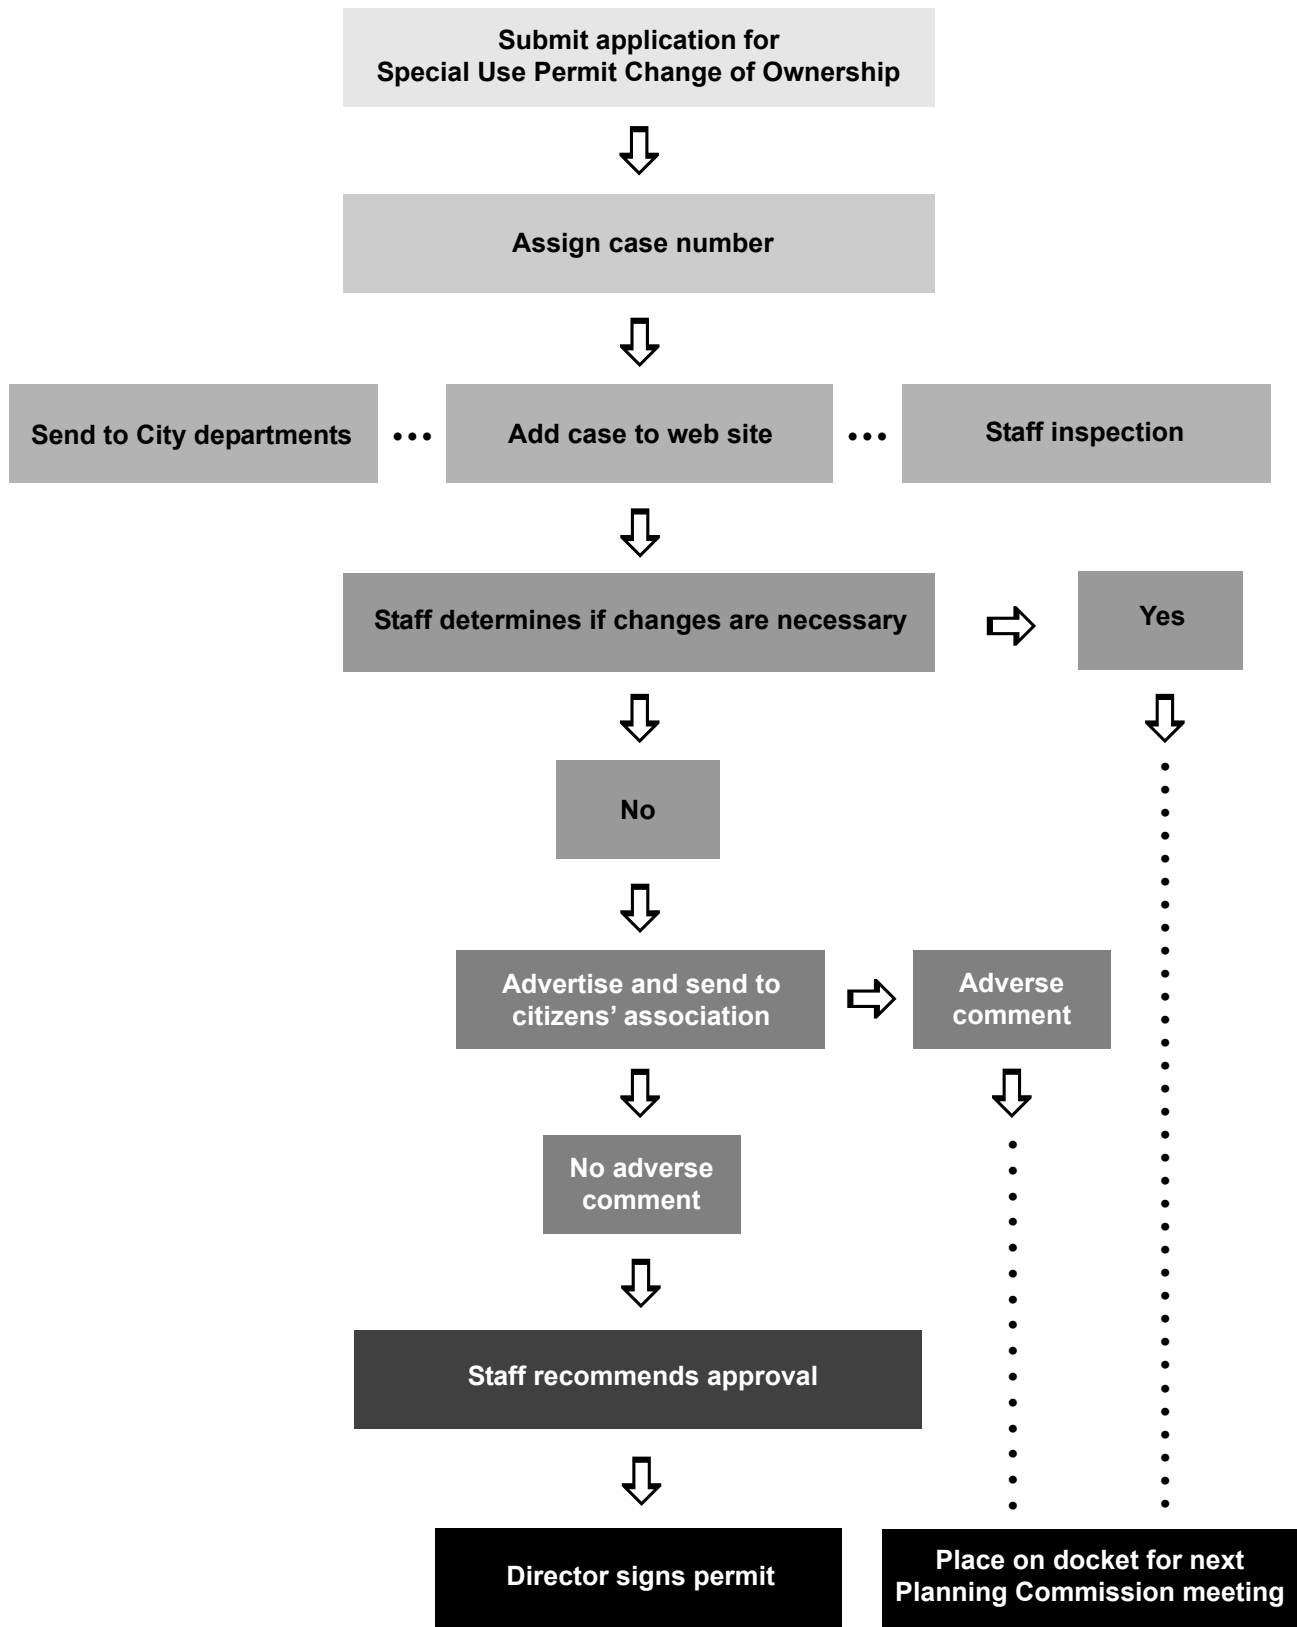 Submit application for
Special Use Permit Change of Ownership
Assign case number
Send to City departments
Add case to web site
Staff inspection
Staff determines if changes are necessary
Yes
No
Advertise and send to
citizens’ association
Adverse
comment
No adverse
comment
Staff recommends approval
Director signs permit
Place on docket for next
Planning Commission meeting